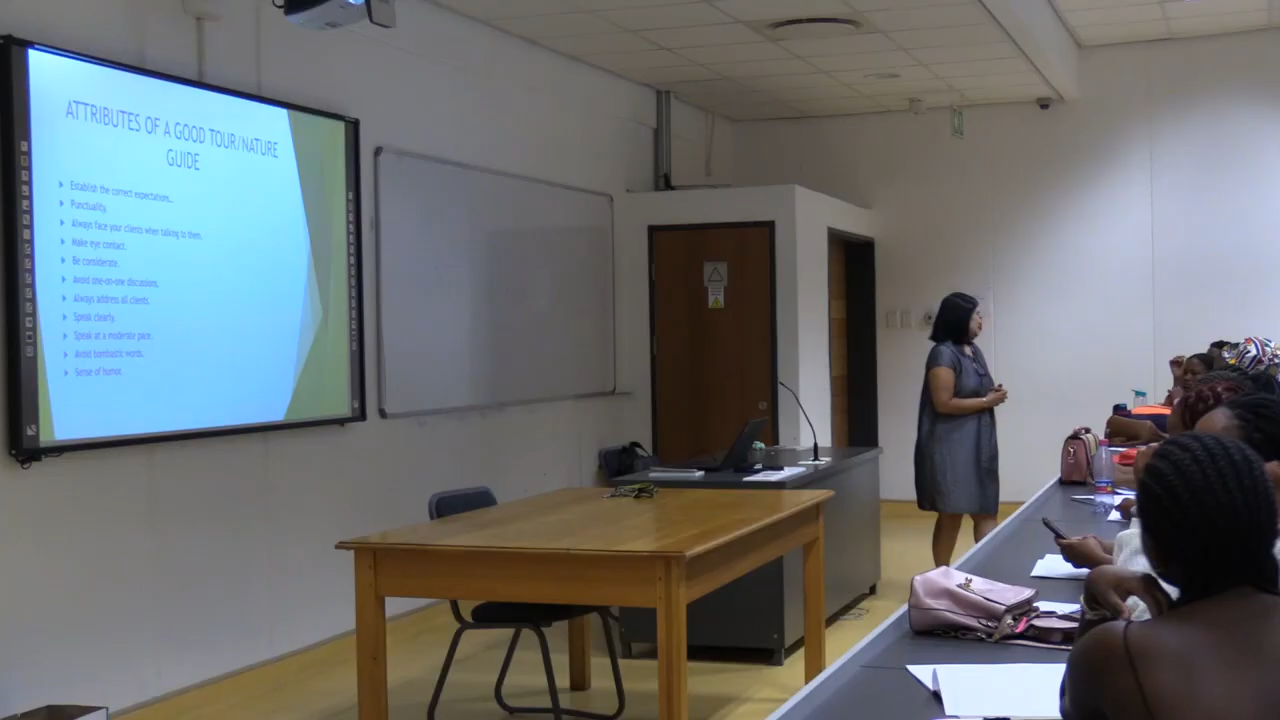 ATTRIBUTES OF A GOOD TOUR/NATURE
GUIDE
Establish the correct expectations..
Punctuality.
Always face your clients when talking to them.
Make eye contact.
Be considerate.
Avoid one-on-one discussions.
Always address all clients.
Speak clearly.
Speak at a moderate pace.
Avoid bombastic words.
Sense of humor.